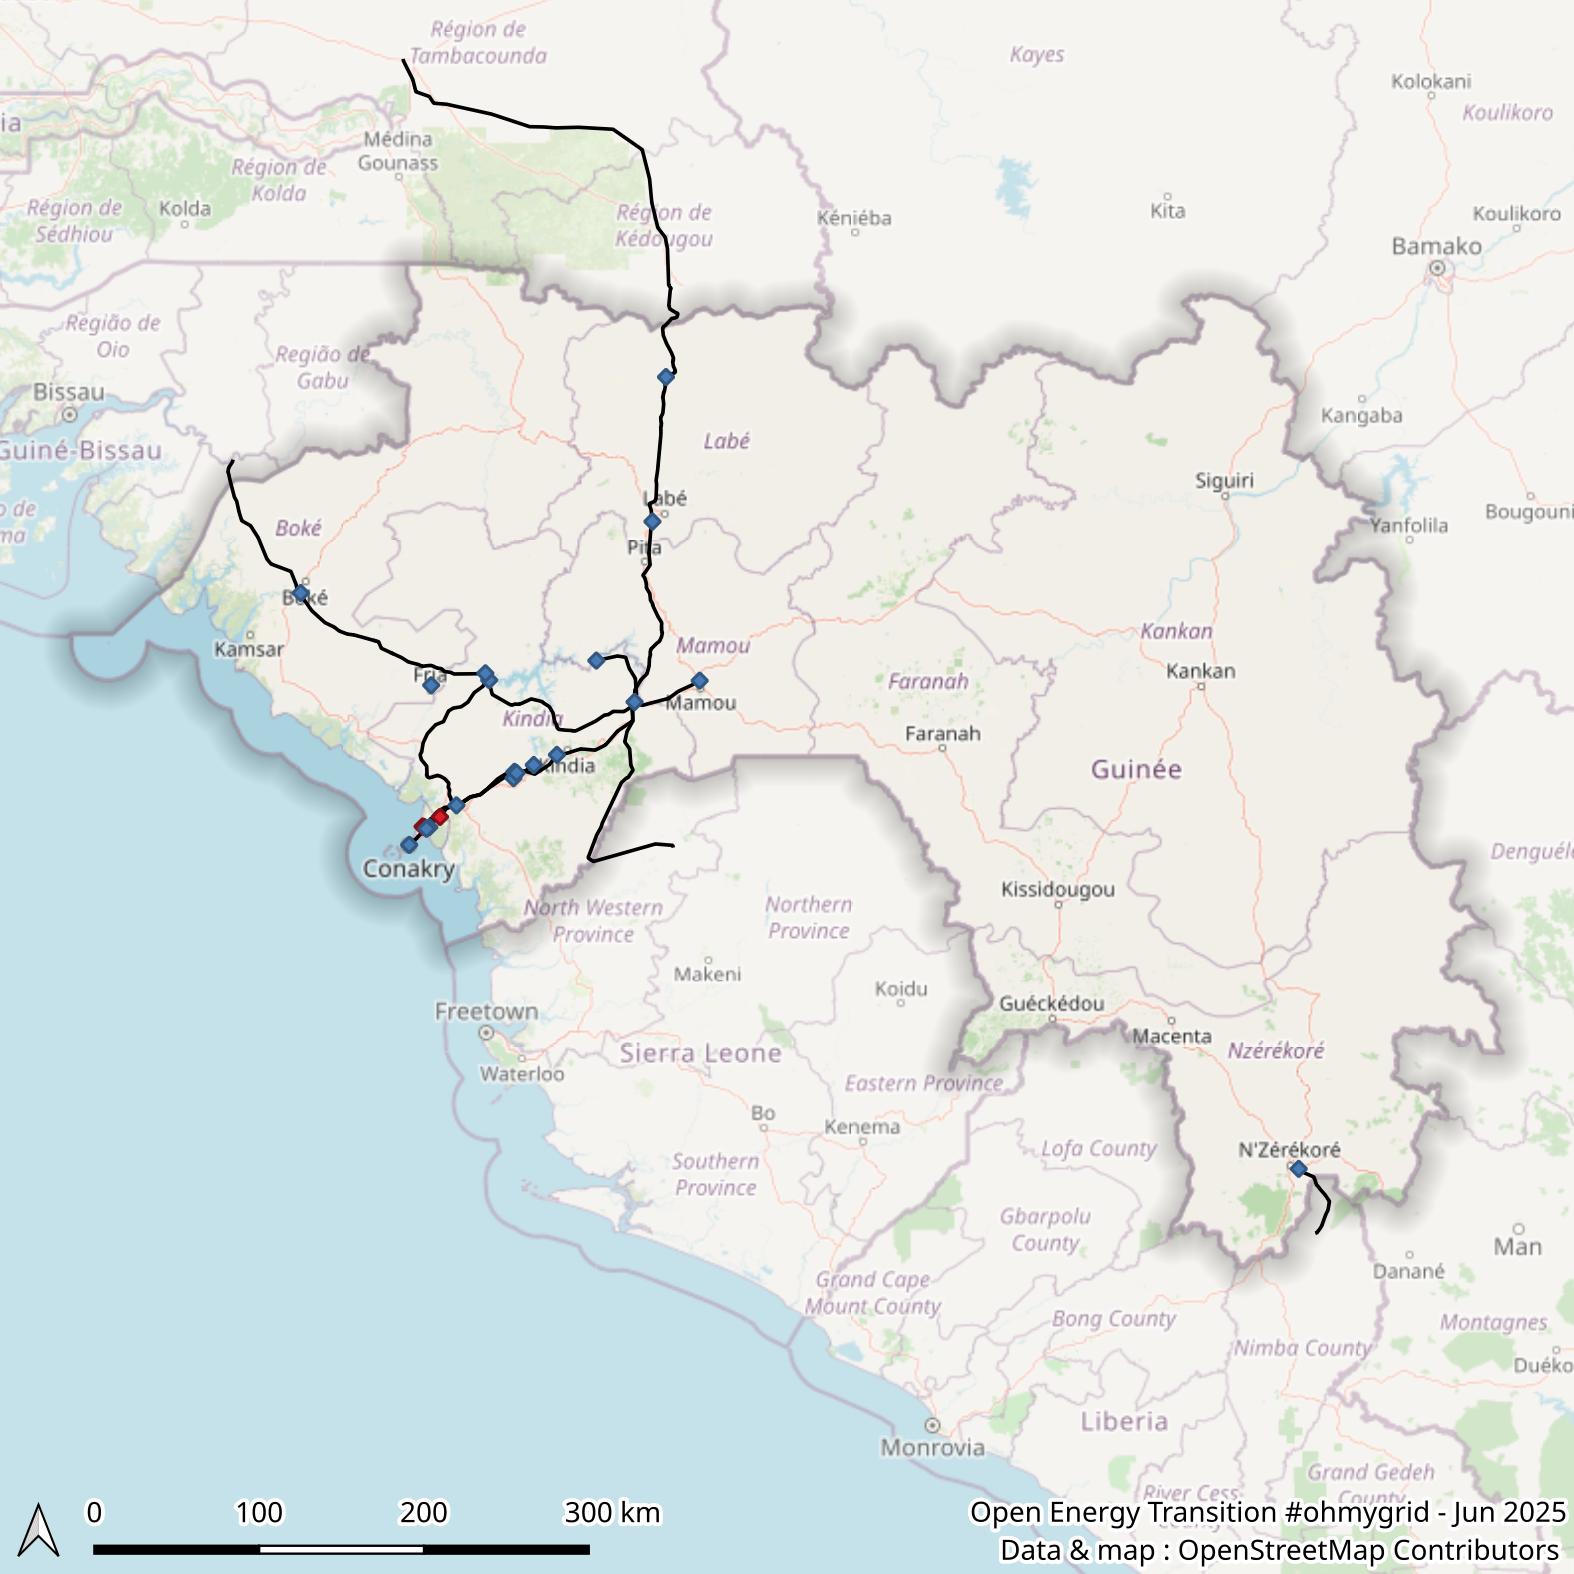 Région de
Tambacounda
Kayes
Kolokani
Koulikoro
ia
Médina
Gounass
Région de
Kolda
Région de
Sédhiou
Kolda
Région de
Kédougou
Kéniéba
Kita
Koulikoro
Bamako
Região de
Oio
Região de
Gabu
Bissau
Guiné-Bissau
Kangaba
Labé
Siguiri
Labé
Bougouni
o de
ma
Boké
Yanfolila
Pita
Boké
Kamsar
Mamou
Kankan
Kankan
Fria
Faranah
Mamou
Kindia
Faranah
Kindia
Guinée
Conakry
Denguél
Kissidougou
North Western
Province
Northern
Province
Makeni
Koidu
Guéckédou
Freetown
Macenta
Sierra Leone
Nzérékoré
Waterloo
Eastern Province
Bo
Kenema
Lofa County
N'Zérékoré
Southern
Province
Gbarpolu
County
Man
Danané
Grand Cape
Mount County
Bong County
Montagnes
Nimba County
Duéko
Liberia
Monrovia
Grand Gedeh
County
River Cess
County
0 100 200 300 km
Open Energy Transition #ohmygrid - Jun 2025
Data & map : OpenStreetMap Contributors